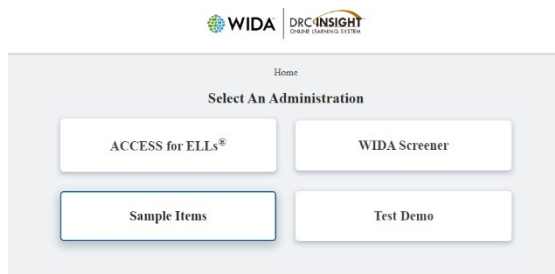 WIDA
DRC INSIGHT
ONLINE LEARNING SYSTEM
Home
Select An Administration
ACCESS for ELLs®
WIDA Screener
Sample Items
Test Demo